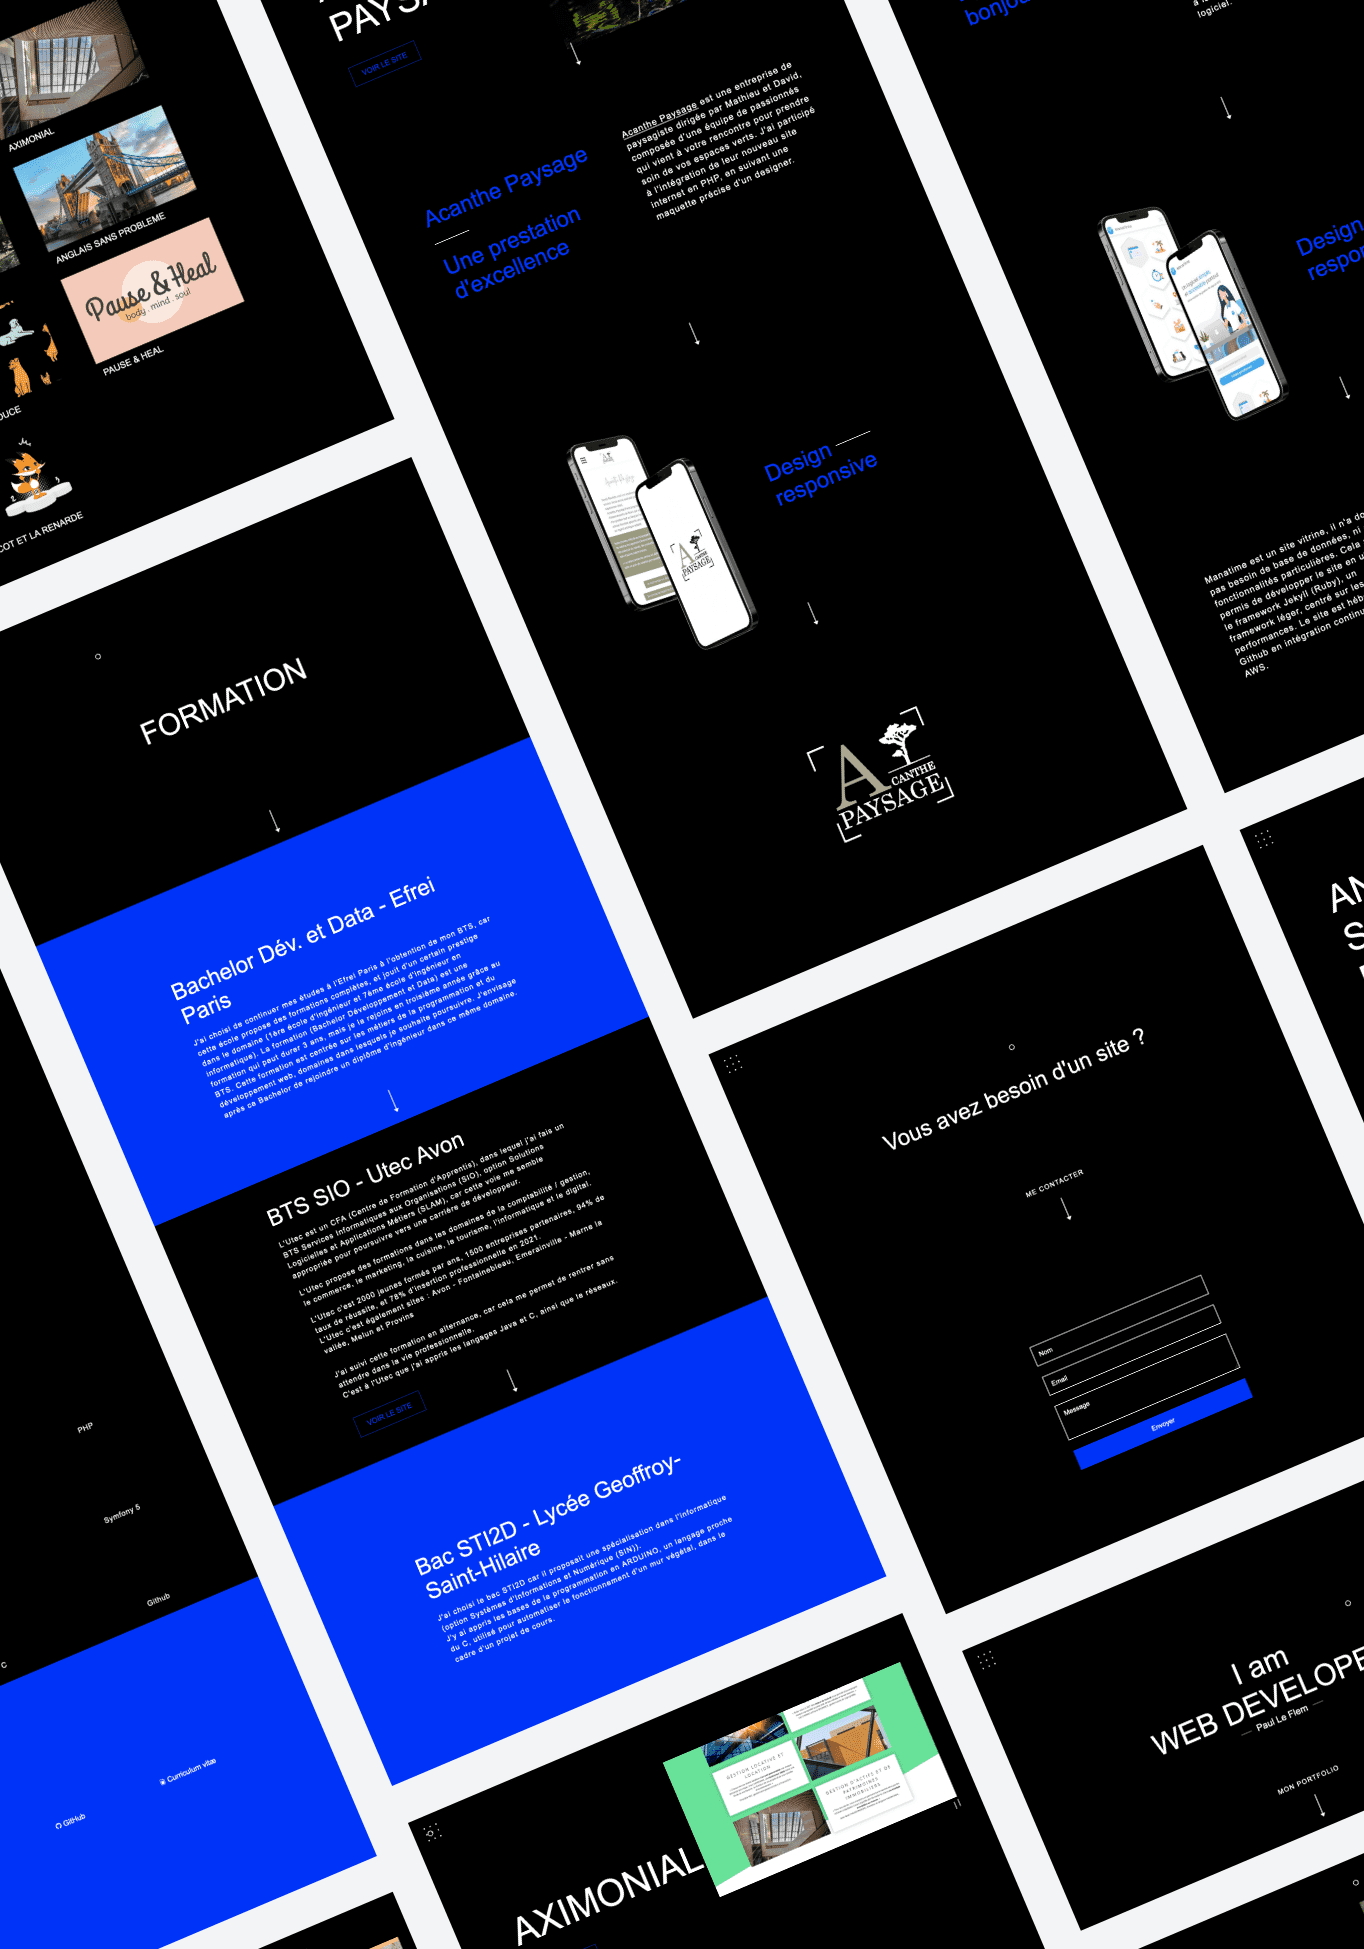 AXIMONIAL
ANGLAIS SANS PROBLEME
Pause & Heal
body . mind . soul
PAUSE & HEAL
OUCE
COT ET LA RENARDE
VOIR LE SITE
Acanthe Paysage
Une prestation
d'excellence
Acanthe Paysage est une entreprise de
paysagiste dirigée par Mathieu et David,
composée d'une équipe de passionnés
qui vient à votre rencontre pour prendre
soin de vos espaces verts. J'ai participé
à l'intégration de leur nouveau site
internet en PHP, en suivant une
maquette précise d'un designer.
Design
responsive
A
CANTHE
PAYSAGE
A
CANTHE
PAYSAGE
bonjou
logiciel.
Design
respon
Manatime est un site vitrine, il n'a do
pas besoin de base de données, ni
fonctionnalités particulières. Cela
permis de développer le site en u
le framework Jekyll (Ruby), un
framework léger, centré sur les
performances. Le site est héb
Github en intégration continu
AWS.
FORMATION
Bachelor Dév. et Data - Efrei
Paris
J'ai choisi de continuer mes études à l'Efrei Paris à l'obtention de mon BTS, car
cette école propose des formations complètes, et jouit d'un certain prestige
dans le domaine (1ère école d'ingénieur et 7ème école d'ingénieur en
informatique). La formation (Bachelor Développement et Data) est une
formation qui peut durer 3 ans, mais je la rejoins en troisième année grâce au
BTS. Cette formation est centrée sur les métiers de la programmation et du
développement web, domaines dans lesquels je souhaite poursuivre. J'envisage
après ce Bachelor de rejoindre un diplôme d'ingénieur dans ce même domaine.
BTS SIO - Utec Avon
L'Utec est un CFA (Centre de Formation d'Apprentis), dans lequel j'ai fais un
BTS Services Informatiques aux Organisations (SIO), option Solutions
Logicielles et Applications Métiers (SLAM), car cette voie me semble
appropriée pour poursuivre vers une carrière de développeur.
L'Utec propose des formations dans les domaines de la comptabilité / gestion,
le commerce, le marketing, la cuisine, le tourisme, l'informatique et le digital.
L'Utec c'est 2000 jeunes formés par ans, 1500 entreprises partenaires, 94% de
taux de réussite, et 78% d'insertion professionnelle en 2021.
L'Utec c'est également sites : Avon - Fontainebleau, Emerainville - Marne la
vallée, Melun et Provins
J'ai suivi cette formation en alternance, car cela me permet de rentrer sans
attendre dans la vie professionnelle.
C'est à l'Utec que j'ai appris les langages Java et C, ainsi que le réseaux.
VOIR LE SITE
Bac STI2D - Lycée Geoffroy-
Saint-Hilaire
J'ai choisi le bac STI2D car il proposait une spécialisation dans l'informatique
(option Systèmes d'Informations et Numérique (SIN)).
J'y ai appris les bases de la programmation en ARDUINO, un langage proche
du C, utilisé pour automatiser le fonctionnement d'un mur végétal, dans le
cadre d'un projet de cours.
PHP
Symfony 5
Github
C
Curriculum vitae
GitHub
Vous avez besoin d'un site ?
ME CONTACTER
Nom
Email
Message
Envoyer
AN
S
I am
WEB DEVELOPE
Paul Le Flem
MON PORTFOLIO
GESTION LOCATIVE ET
LOCATION
GESTION D'ACTIFS ET DE
PATRIMOINES
IMMOBILIERS
AXIMONIAL